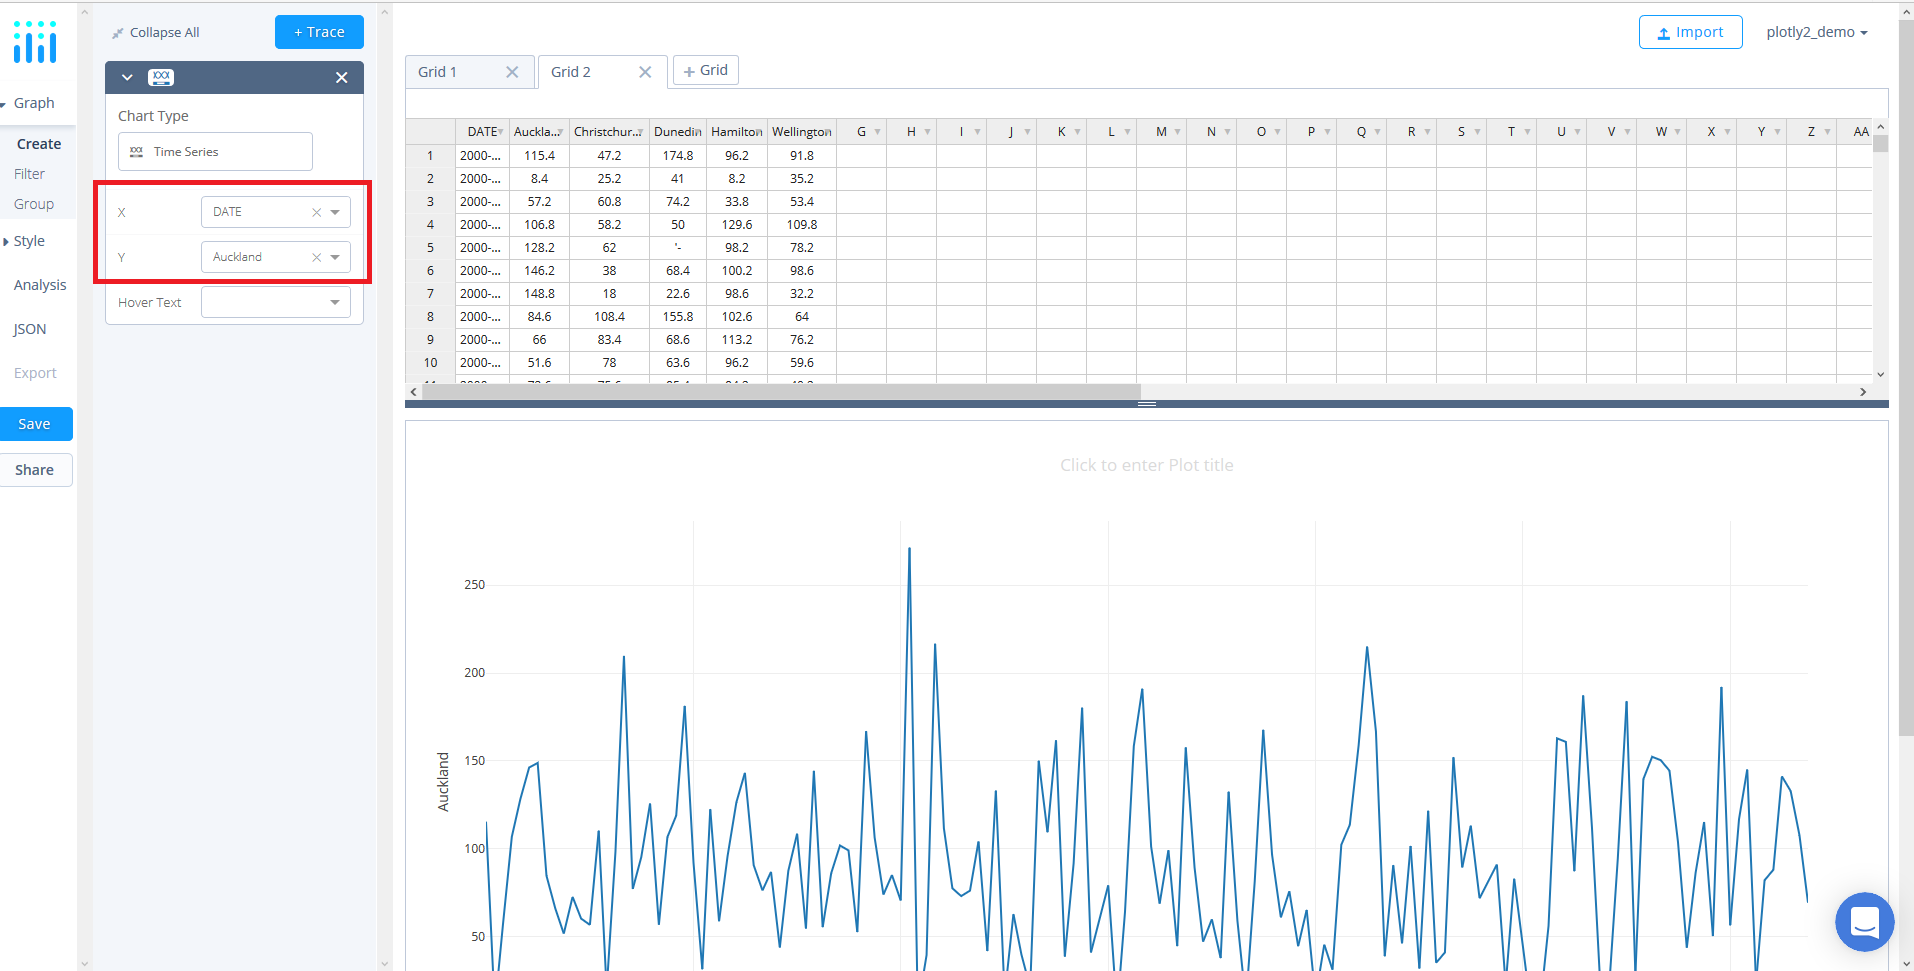 Collapse All
+ Trace
Import
plotly2_demo
Grid 1
Grid 2
+ Grid
Graph
Create
Filter
Group
Style
Analysis
JSON
Export
Save
Share
Chart Type
Time Series
X DATE
Y Auckland
Hover Text
DATE Auckla... Christchur... Dunedin Hamilton Wellington G H I J K L M N O P Q R S T U V W X Y Z AA
1 2000-... 115.4 47.2 174.8 96.2 91.8
2 2000-... 8.4 25.2 41 8.2 35.2
3 2000-... 57.2 60.8 74.2 33.8 53.4
4 2000-... 106.8 58.2 50 129.6 109.8
5 2000-... 128.2 62 '- 98.2 78.2
6 2000-... 146.2 38 68.4 100.2 98.6
7 2000-... 148.8 18 22.6 98.6 32.2
8 2000-... 84.6 108.4 155.8 102.6 64
9 2000-... 66 83.4 68.6 113.2 76.2
10 2000-... 51.6 78 63.6 96.2 59.6
Click to enter Plot title
250
200
150
100
50
Auckland